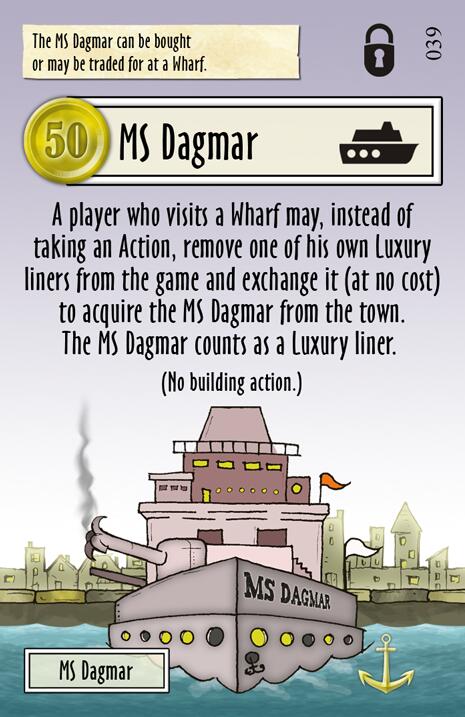 The MS Dagmar can be bought
or may be traded for at a Wharf.
039
50
MS Dagmar
A player who visits a Wharf may, instead of
taking an Action, remove one of his own Luxury
liners from the game and exchange it (at no cost)
to acquire the MS Dagmar from the town.
The MS Dagmar counts as a Luxury liner.
(No building action.)
MS DAGMAR
MS Dagmar